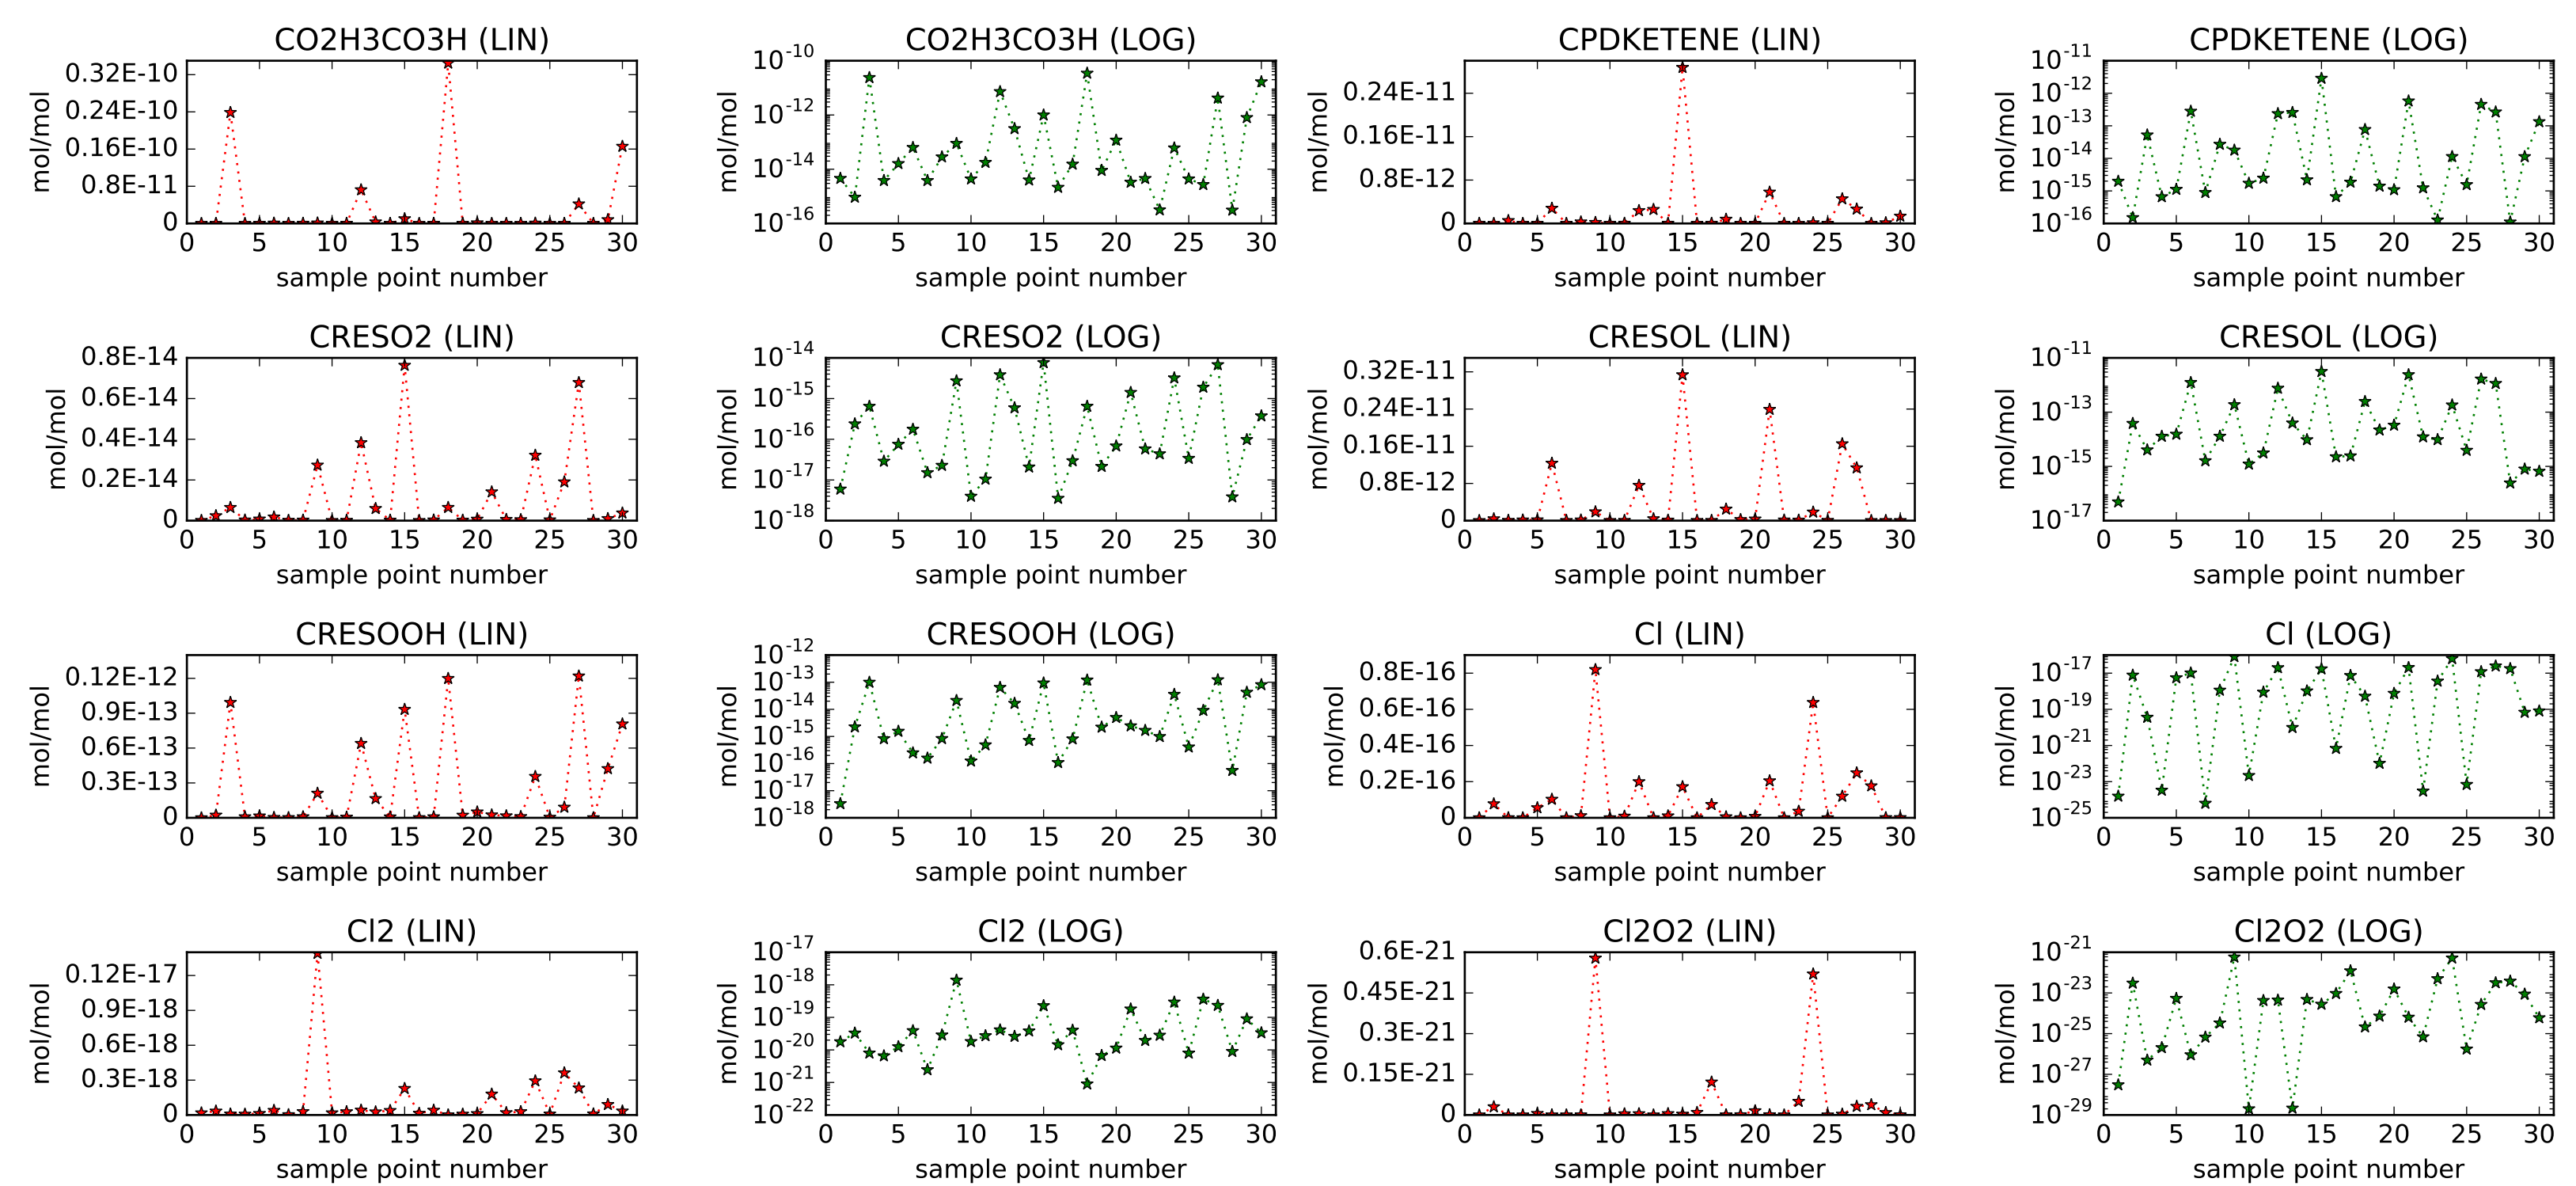 CO2H3CO3H (LIN)
mol/mol
0.32E-10
0.24E-10
0.16E-10
0.8E-11
0
0 5 10 15 20 25 30
sample point number
CO2H3CO3H (LOG)
mol/mol
10^-10
10^-12
10^-14
10^-16
0 5 10 15 20 25 30
sample point number
CPDKETENE (LIN)
mol/mol
0.24E-11
0.16E-11
0.8E-12
0
0 5 10 15 20 25 30
sample point number
CPDKETENE (LOG)
mol/mol
10^-11
10^-12
10^-13
10^-14
10^-15
10^-16
0 5 10 15 20 25 30
sample point number
CRESO2 (LIN)
mol/mol
0.8E-14
0.6E-14
0.4E-14
0.2E-14
0
0 5 10 15 20 25 30
sample point number
CRESO2 (LOG)
mol/mol
10^-14
10^-15
10^-16
10^-17
10^-18
0 5 10 15 20 25 30
sample point number
CRESOL (LIN)
mol/mol
0.32E-11
0.24E-11
0.16E-11
0.8E-12
0
0 5 10 15 20 25 30
sample point number
CRESOL (LOG)
mol/mol
10^-11
10^-13
10^-15
10^-17
0 5 10 15 20 25 30
sample point number
CRESOOH (LIN)
mol/mol
0.12E-12
0.9E-13
0.6E-13
0.3E-13
0
0 5 10 15 20 25 30
sample point number
CRESOOH (LOG)
mol/mol
10^-12
10^-13
10^-14
10^-15
10^-16
10^-17
10^-18
0 5 10 15 20 25 30
sample point number
Cl (LIN)
mol/mol
0.8E-16
0.6E-16
0.4E-16
0.2E-16
0
0 5 10 15 20 25 30
sample point number
Cl (LOG)
mol/mol
10^-17
10^-19
10^-21
10^-23
10^-25
0 5 10 15 20 25 30
sample point number
Cl2 (LIN)
mol/mol
0.12E-17
0.9E-18
0.6E-18
0.3E-18
0
0 5 10 15 20 25 30
sample point number
Cl2 (LOG)
mol/mol
10^-17
10^-18
10^-19
10^-20
10^-21
10^-22
0 5 10 15 20 25 30
sample point number
Cl2O2 (LIN)
mol/mol
0.6E-21
0.45E-21
0.3E-21
0.15E-21
0
0 5 10 15 20 25 30
sample point number
Cl2O2 (LOG)
mol/mol
10^-21
10^-23
10^-25
10^-27
10^-29
0 5 10 15 20 25 30
sample point number